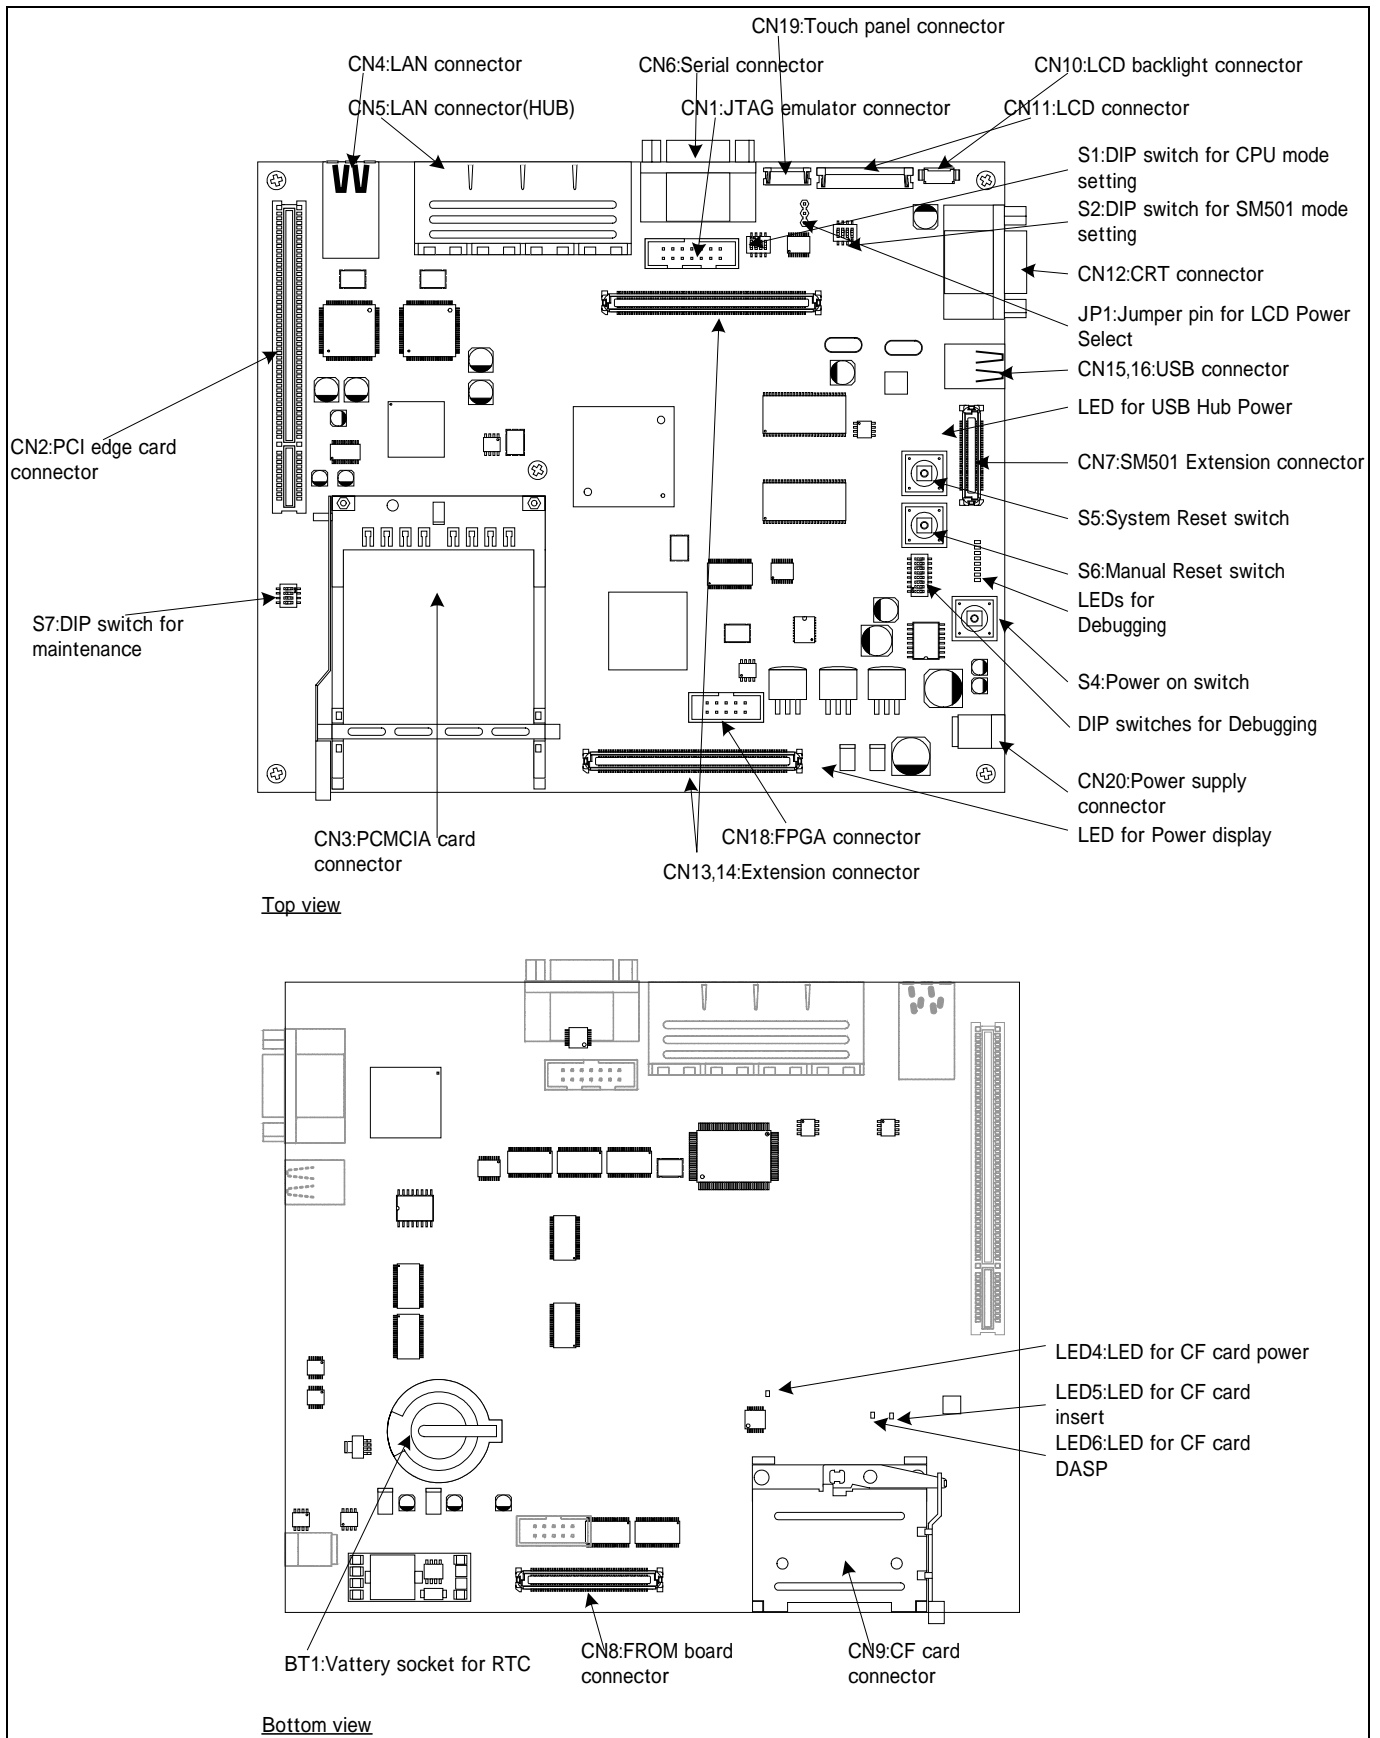 CN19:Touch panel connector
CN4:LAN connector
CN6:Serial connector
CN10:LCD backlight connector
CN5:LAN connector(HUB)
CN1:JTAG emulator connector
CN11:LCD connector
S1:DIP switch for CPU mode
setting
S2:DIP switch for SM501 mode
setting
CN12:CRT connector
JP1:Jumper pin for LCD Power
Select
CN15,16:USB connector
LED for USB Hub Power
CN2:PCI edge card
connector
CN7:SM501 Extension connector
S5:System Reset switch
S6:Manual Reset switch
LEDs for
Debugging
S7:DIP switch for
maintenance
S4:Power on switch
DIP switches for Debugging
CN20:Power supply
connector
LED for Power display
CN3:PCMCIA card
connector
CN18:FPGA connector
CN13,14:Extension connector
Top view
LED4:LED for CF card power
LED5:LED for CF card
insert
LED6:LED for CF card
DASP
BT1:Vattery socket for RTC
CN8:FROM board
connector
CN9:CF card
connector
Bottom view